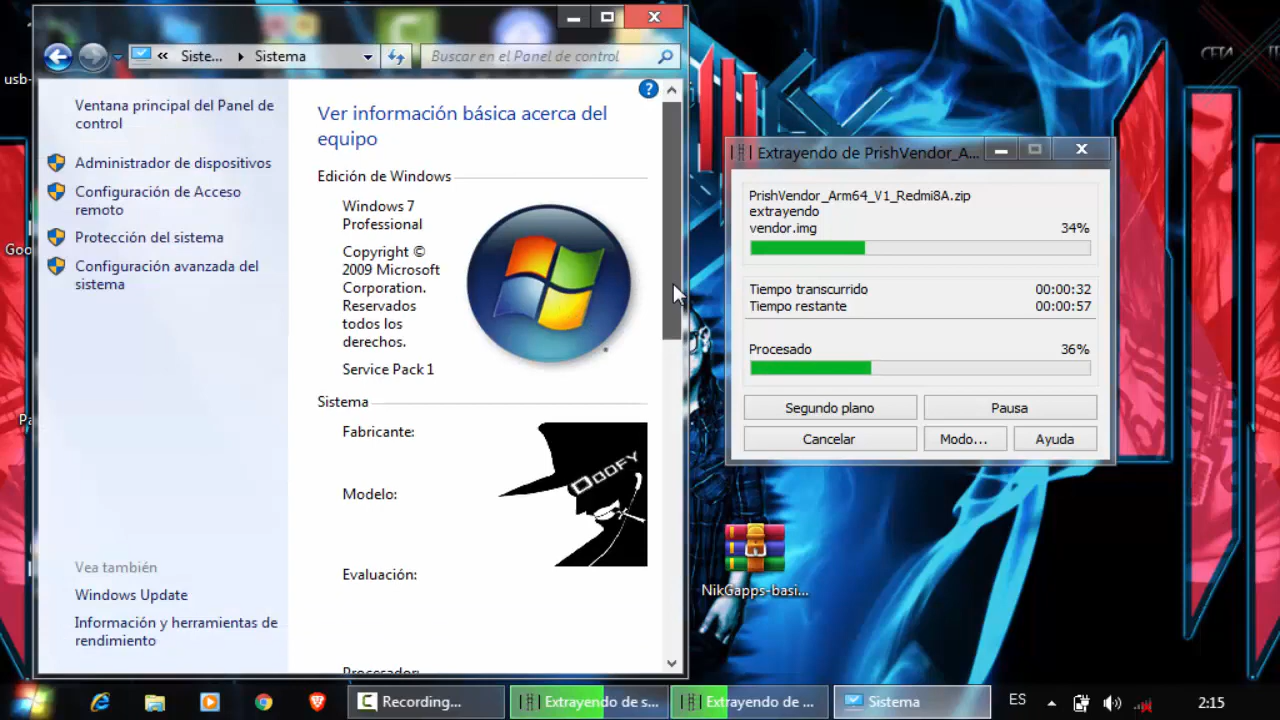 usb-
Goo
Siste...
Sistema
Buscar en el Panel de control
Ventana principal del Panel de
control
Administrador de dispositivos
Configuración de Acceso
remoto
Protección del sistema
Configuración avanzada del
sistema
Vea también
Windows Update
Información y herramientas de
rendimiento
Ver información básica acerca del
equipo
Edición de Windows
Windows 7
Professional
Copyright ©
2009 Microsoft
Corporation.
Reservados
todos los
derechos.
Service Pack 1
Sistema
Fabricante:
DOOFY
Modelo:
Evaluación:
Procesador:
Extrayendo de PrishVendor_A...
PrishVendor_Arm64_V1_Redmi8A.zip
extrayendo
vendor.img 34%
Tiempo transcurrido 00:00:32
Tiempo restante 00:00:57
Procesado 36%
Segundo plano
Pausa
Cancelar
Modo...
Ayuda
NikGapps-basi...
Recording...
Extrayendo de s...
Extrayendo de ...
Sistema
ES
2:15